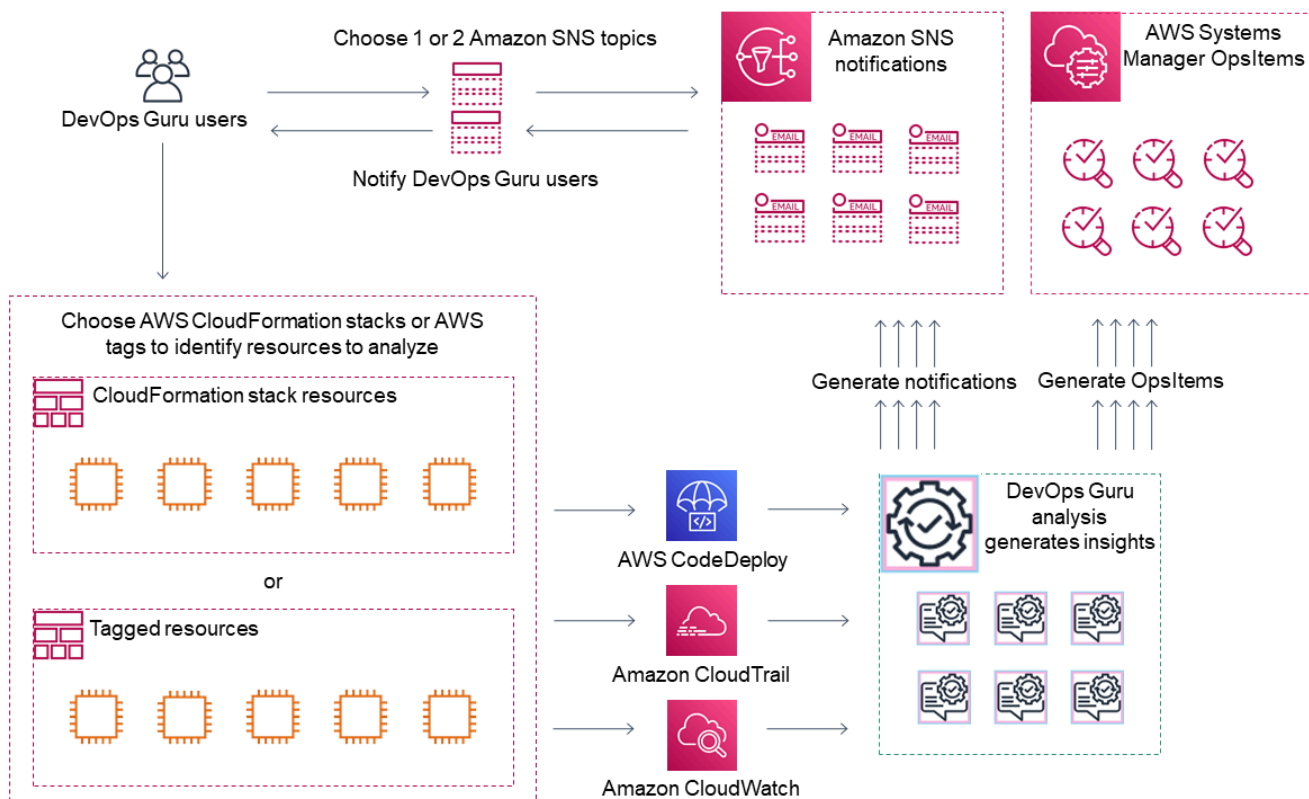 Choose 1 or 2 Amazon SNS topics
DevOps Guru users
Notify DevOps Guru users
Amazon SNS
notifications
EMAIL
EMAIL
EMAIL
EMAIL
EMAIL
EMAIL
AWS Systems
Manager OpsItems
Choose AWS CloudFormation stacks or AWS
tags to identify resources to analyze
CloudFormation stack resources
or
Tagged resources
AWS CodeDeploy
Amazon CloudTrail
Amazon CloudWatch
Generate notifications
Generate OpsItems
DevOps Guru
analysis
generates insights